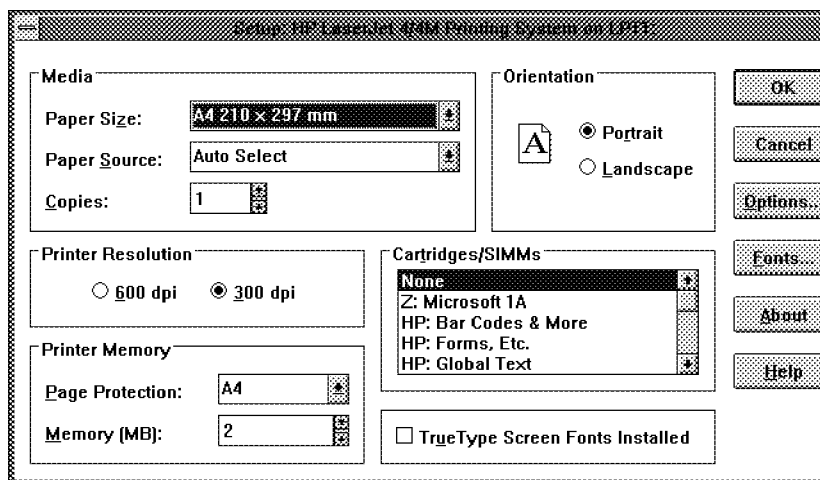 Setup: HP LaserJet 4/4M Printing System on LPT1:
Media
Paper Size: A4 210 x 297 mm
Paper Source: Auto Select
Copies: 1
Orientation
A
Portrait
Landscape
OK
Cancel
Options...
Fonts...
About
Help
Printer Resolution
600 dpi 300 dpi
Cartridges/SIMMs
None
Z: Microsoft 1A
HP: Bar Codes & More
HP: Forms, Etc.
HP: Global Text
Printer Memory
Page Protection: A4
Memory (MB): 2
TrueType Screen Fonts Installed